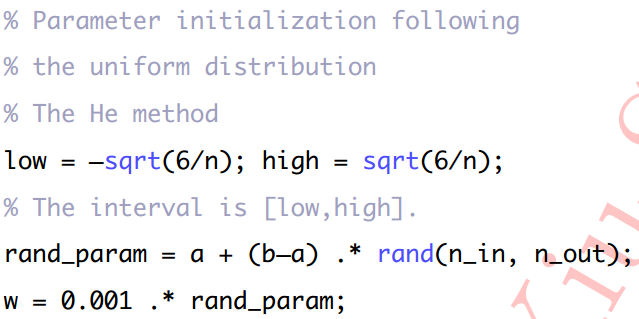 % Parameter initialization following
% the uniform distribution
% The He method
low = –sqrt(6/n); high = sqrt(6/n);
% The interval is [low,high].
rand_param = a + (b–a) .* rand(n_in, n_out);
w = 0.001 .* rand_param;